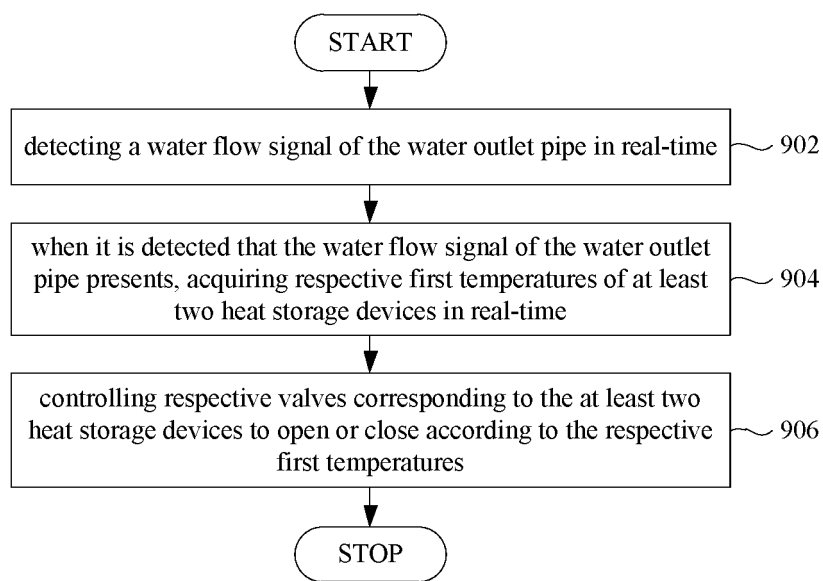 START
detecting a water flow signal of the water outlet pipe in real-time
902
when it is detected that the water flow signal of the water outlet
pipe presents, acquiring respective first temperatures of at least
two heat storage devices in real-time
904
controlling respective valves corresponding to the at least two
heat storage devices to open or close according to the respective
first temperatures
906
STOP